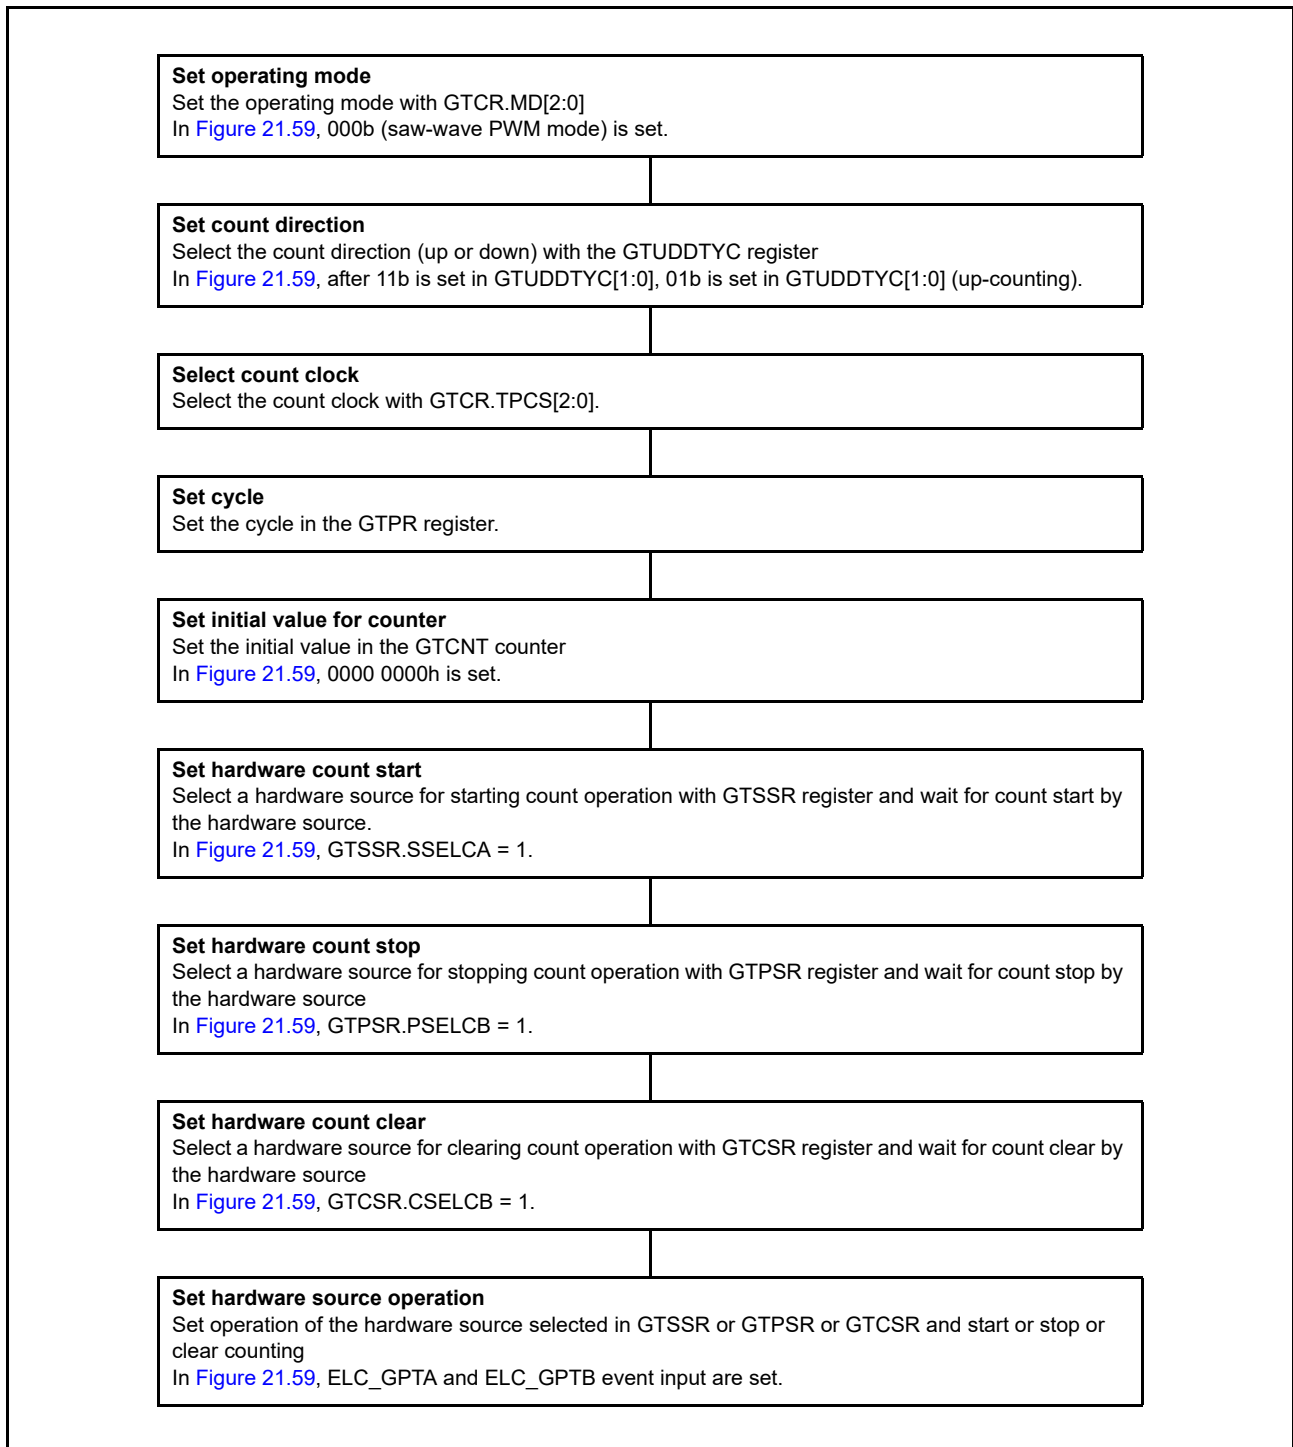 Set operating mode
Set the operating mode with GTCR.MD[2:0]
In Figure 21.59, 000b (saw-wave PWM mode) is set.
Set count direction
Select the count direction (up or down) with the GTUDDTYC register
In Figure 21.59, after 11b is set in GTUDDTYC[1:0], 01b is set in GTUDDTYC[1:0] (up-counting).
Select count clock
Select the count clock with GTCR.TPCS[2:0].
Set cycle
Set the cycle in the GTPR register.
Set initial value for counter
Set the initial value in the GTCNT counter
In Figure 21.59, 0000 0000h is set.
Set hardware count start
Select a hardware source for starting count operation with GTSSR register and wait for count start by
the hardware source.
In Figure 21.59, GTSSR.SSELCA = 1.
Set hardware count stop
Select a hardware source for stopping count operation with GTPSR register and wait for count stop by
the hardware source
In Figure 21.59, GTPSR.PSELCB = 1.
Set hardware count clear
Select a hardware source for clearing count operation with GTCSR register and wait for count clear by
the hardware source
In Figure 21.59, GTCSR.CSELCB = 1.
Set hardware source operation
Set operation of the hardware source selected in GTSSR or GTPSR or GTCSR and start or stop or
clear counting
In Figure 21.59, ELC_GPTA and ELC_GPTB event input are set.